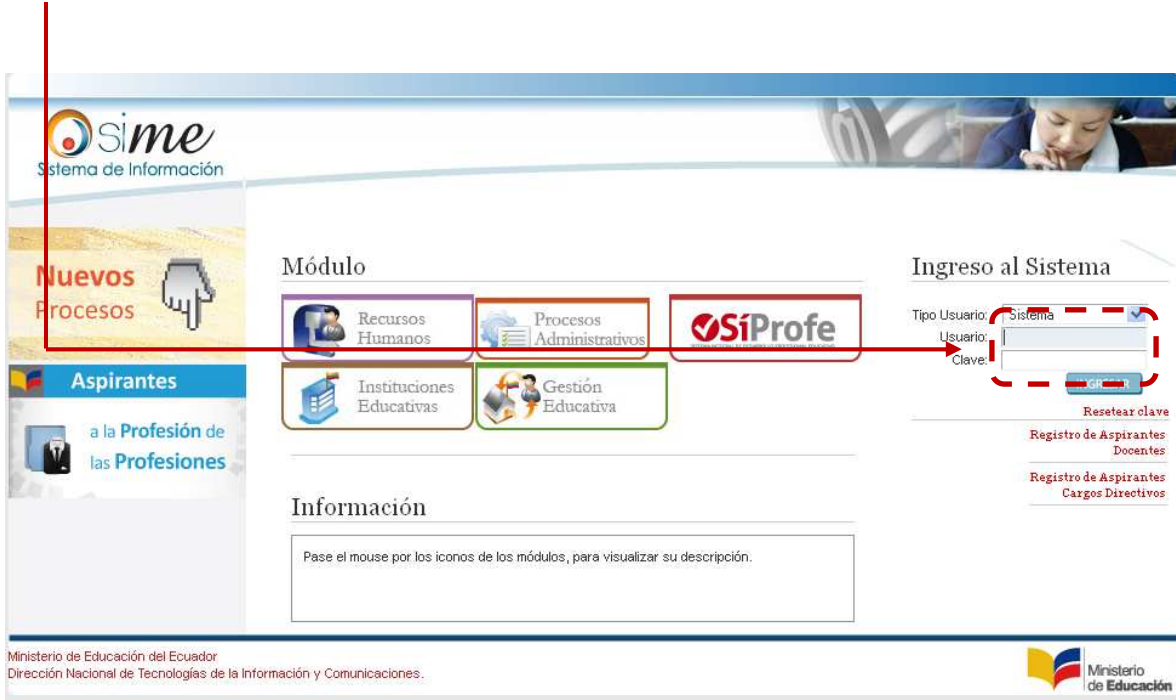 sime
Sistema de Información
Nuevos
Procesos
Aspirantes
a la Profesión de
las Profesiones
Módulo
Recursos
Humanos
Procesos
Administrativos
SíProfe
Instituciones
Educativas
Gestión
Educativa
Información
Pase el mouse por los iconos de los módulos, para visualizar su descripción.
Ingreso al Sistema
Tipo Usuario: Sistema
Usuario:
Clave:
INGRESAR
Resetear clave
Registro de Aspirantes
Docentes
Registro de Aspirantes
Cargos Directivos
Ministerio de Educación del Ecuador
Dirección Nacional de Tecnologías de la Información y Comunicaciones.
Ministerio
de Educación